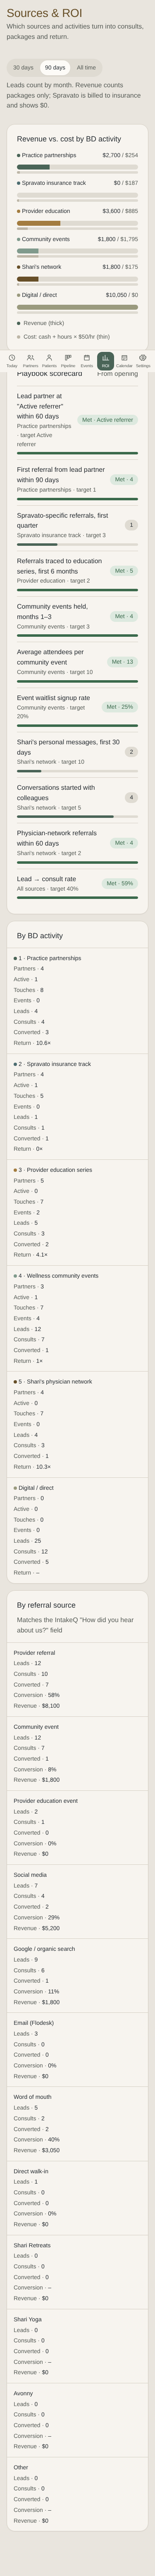 Sources & ROI
Which sources and activities turn into consults,
packages and return.
30 days
90 days
All time
Leads count by month. Revenue counts
packages only; Spravato is billed to insurance
and shows $0.
Revenue vs. cost by BD activity
Practice partnerships
$2,700 / $254
Spravato insurance track
$0 / $187
Provider education
$3,600 / $885
Community events
$1,800 / $1,795
Shari's network
$1,800 / $175
Digital / direct
$10,050 / $0
Revenue (thick)
Cost: cash + hours × $50/hr (thin)
Today
Partners
Patients
Pipeline
Events
ROI
Calendar
Settings
Playbook scorecard
From opening
Lead partner at
"Active referrer"
within 60 days
Practice partnerships
· target Active
referrer
Met · Active referrer
First referral from lead partner
within 90 days
Practice partnerships · target 1
Met · 4
Spravato-specific referrals, first
quarter
Spravato insurance track · target 3
1
Referrals traced to education
series, first 6 months
Provider education · target 2
Met · 5
Community events held,
months 1–3
Community events · target 3
Met · 4
Average attendees per
community event
Community events · target 10
Met · 13
Event waitlist signup rate
Community events · target
20%
Met · 25%
Shari's personal messages, first 30
days
Shari's network · target 10
2
Conversations started with
colleagues
Shari's network · target 5
4
Physician-network referrals
within 60 days
Shari's network · target 2
Met · 4
Lead → consult rate
All sources · target 40%
Met · 59%
By BD activity
1 · Practice partnerships
Partners · 4
Active · 1
Touches · 8
Events · 0
Leads · 4
Consults · 4
Converted · 3
Return · 10.6×
2 · Spravato insurance track
Partners · 4
Active · 1
Touches · 5
Events · 0
Leads · 1
Consults · 1
Converted · 1
Return · 0×
3 · Provider education series
Partners · 5
Active · 0
Touches · 7
Events · 2
Leads · 5
Consults · 3
Converted · 2
Return · 4.1×
4 · Wellness community events
Partners · 3
Active · 1
Touches · 7
Events · 4
Leads · 12
Consults · 7
Converted · 1
Return · 1×
5 · Shari's physician network
Partners · 4
Active · 0
Touches · 7
Events · 0
Leads · 4
Consults · 3
Converted · 1
Return · 10.3×
Digital / direct
Partners · 0
Active · 0
Touches · 0
Events · 0
Leads · 25
Consults · 12
Converted · 5
Return · –
By referral source
Matches the IntakeQ "How did you hear
about us?" field
Provider referral
Leads · 12
Consults · 10
Converted · 7
Conversion · 58%
Revenue · $8,100
Community event
Leads · 12
Consults · 7
Converted · 1
Conversion · 8%
Revenue · $1,800
Provider education event
Leads · 2
Consults · 1
Converted · 0
Conversion · 0%
Revenue · $0
Social media
Leads · 7
Consults · 4
Converted · 2
Conversion · 29%
Revenue · $5,200
Google / organic search
Leads · 9
Consults · 6
Converted · 1
Conversion · 11%
Revenue · $1,800
Email (Flodesk)
Leads · 3
Consults · 0
Converted · 0
Conversion · 0%
Revenue · $0
Word of mouth
Leads · 5
Consults · 2
Converted · 2
Conversion · 40%
Revenue · $3,050
Direct walk-in
Leads · 1
Consults · 0
Converted · 0
Conversion · 0%
Revenue · $0
Shari Retreats
Leads · 0
Consults · 0
Converted · 0
Conversion · –
Revenue · $0
Shari Yoga
Leads · 0
Consults · 0
Converted · 0
Conversion · –
Revenue · $0
Avonny
Leads · 0
Consults · 0
Converted · 0
Conversion · –
Revenue · $0
Other
Leads · 0
Consults · 0
Converted · 0
Conversion · –
Revenue · $0